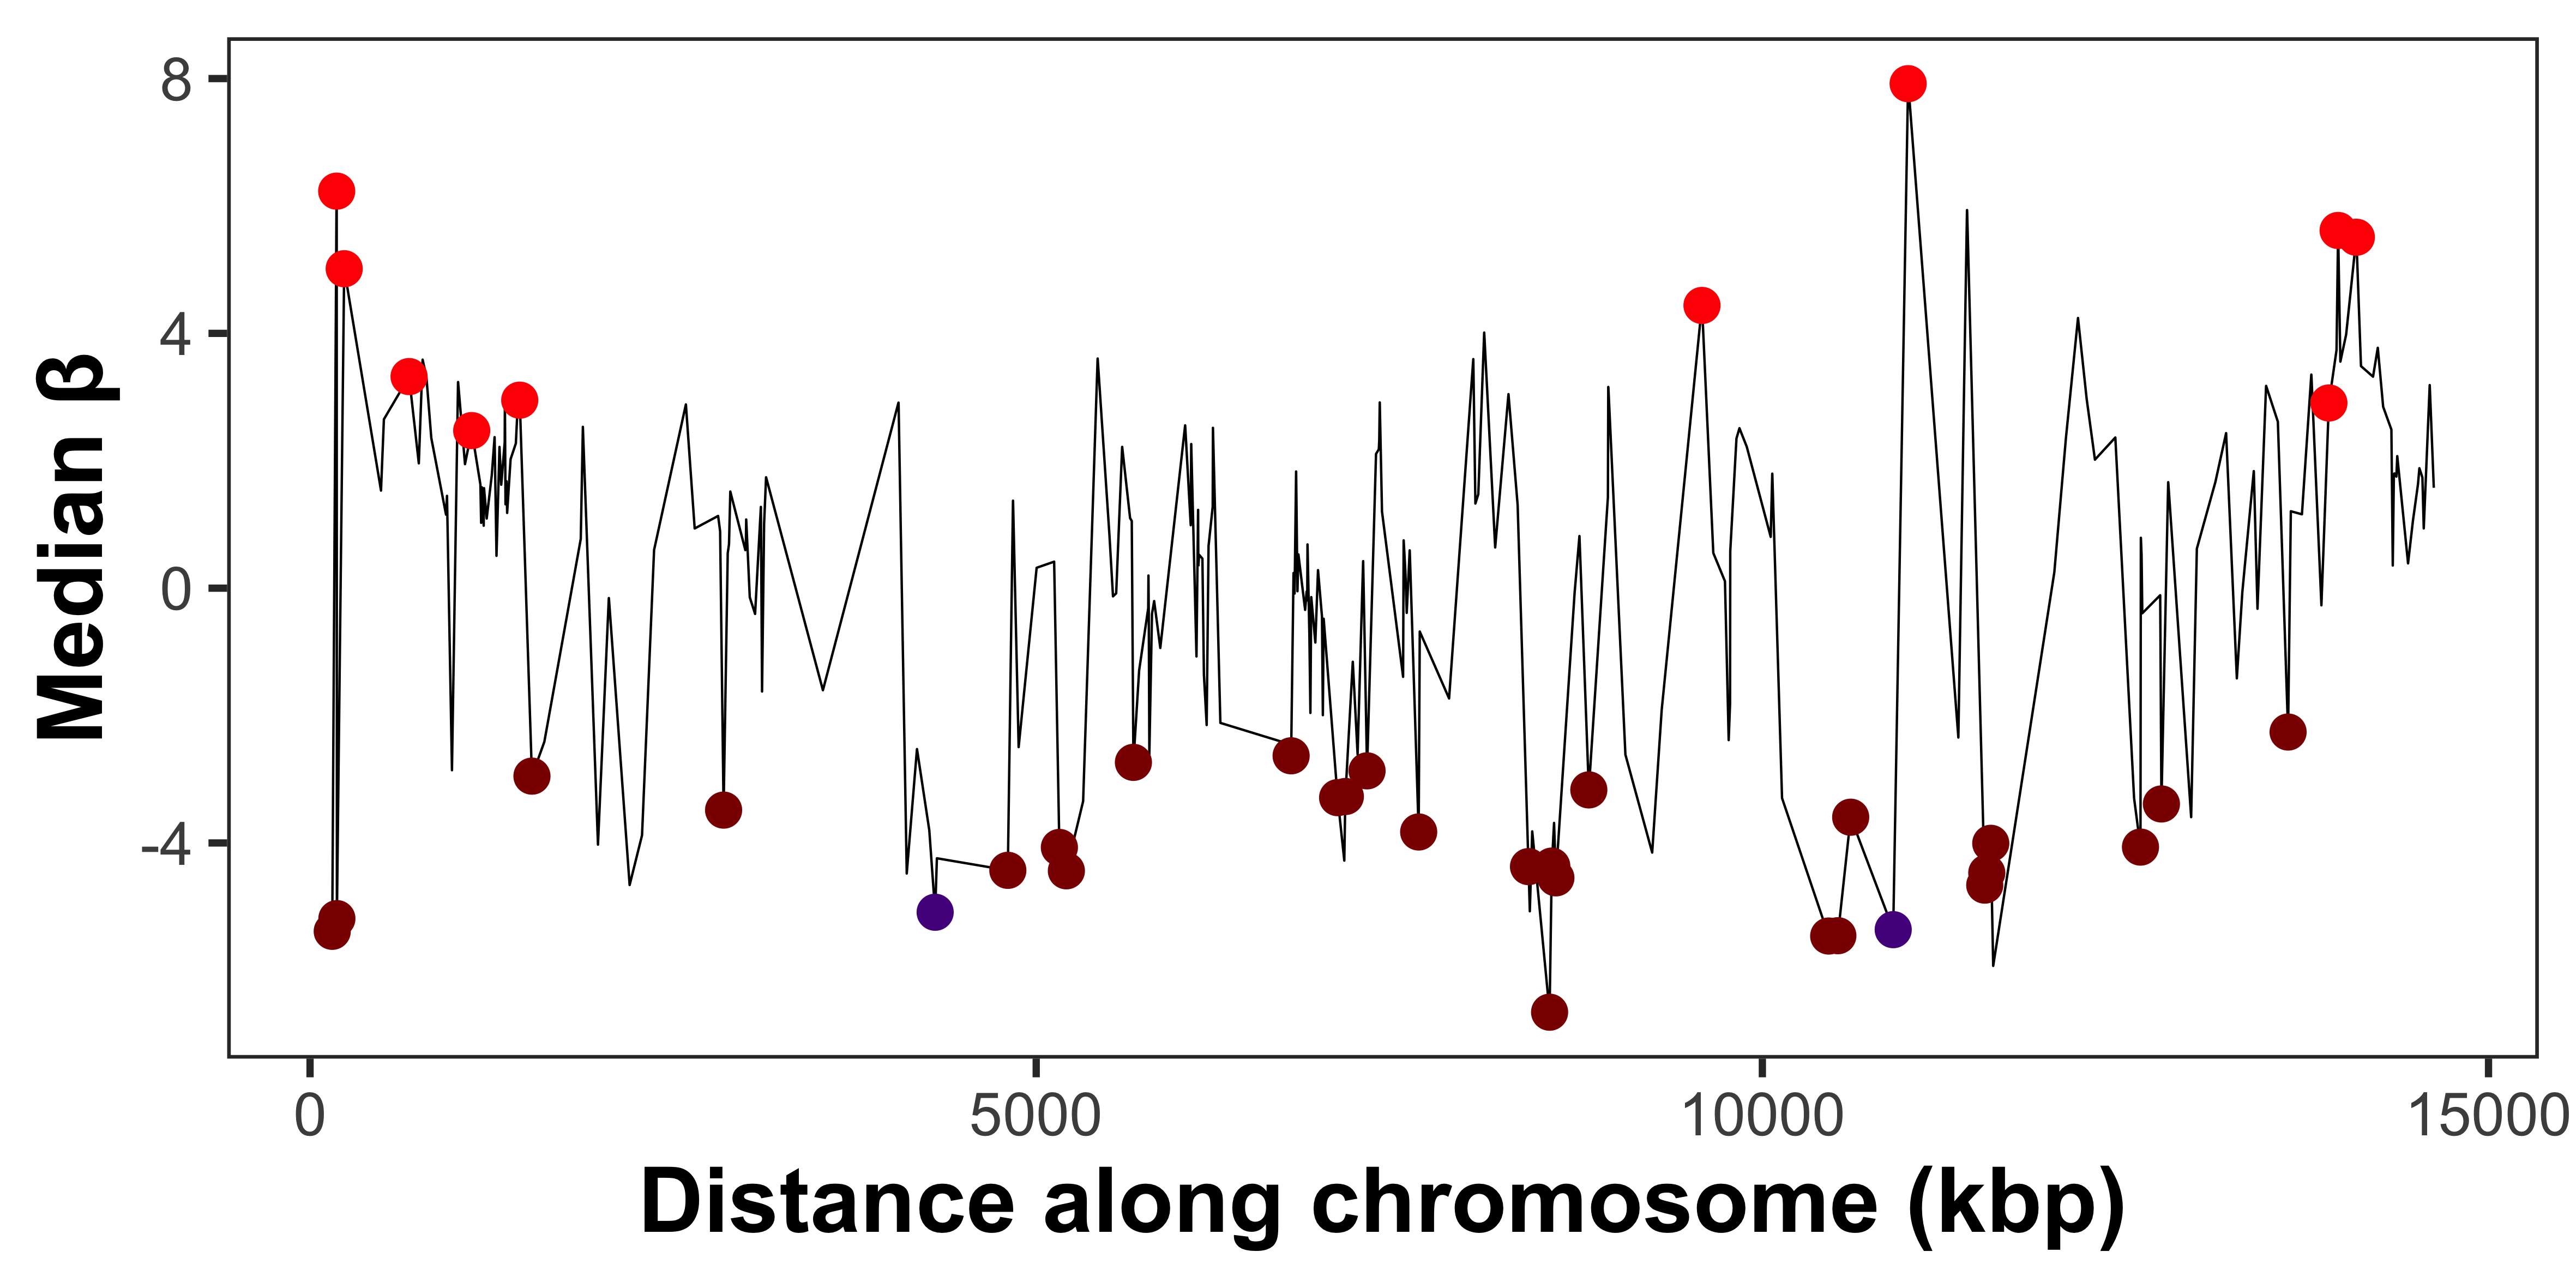 Median β
8
4
0
-4
0 5000 10000 15000
Distance along chromosome (kbp)